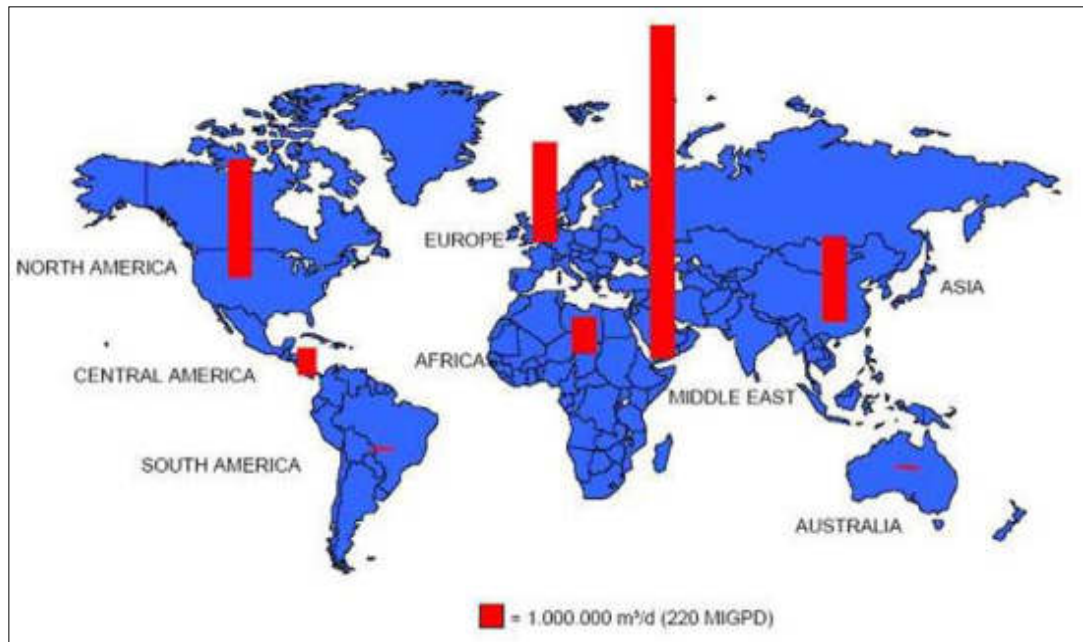 EUROPE
NORTH AMERICA
ASIA
AFRICA
CENTRAL AMERICA
MIDDLE EAST
SOUTH AMERICA
AUSTRALIA
= 1.000.000 m³/d (220 MIGPD)